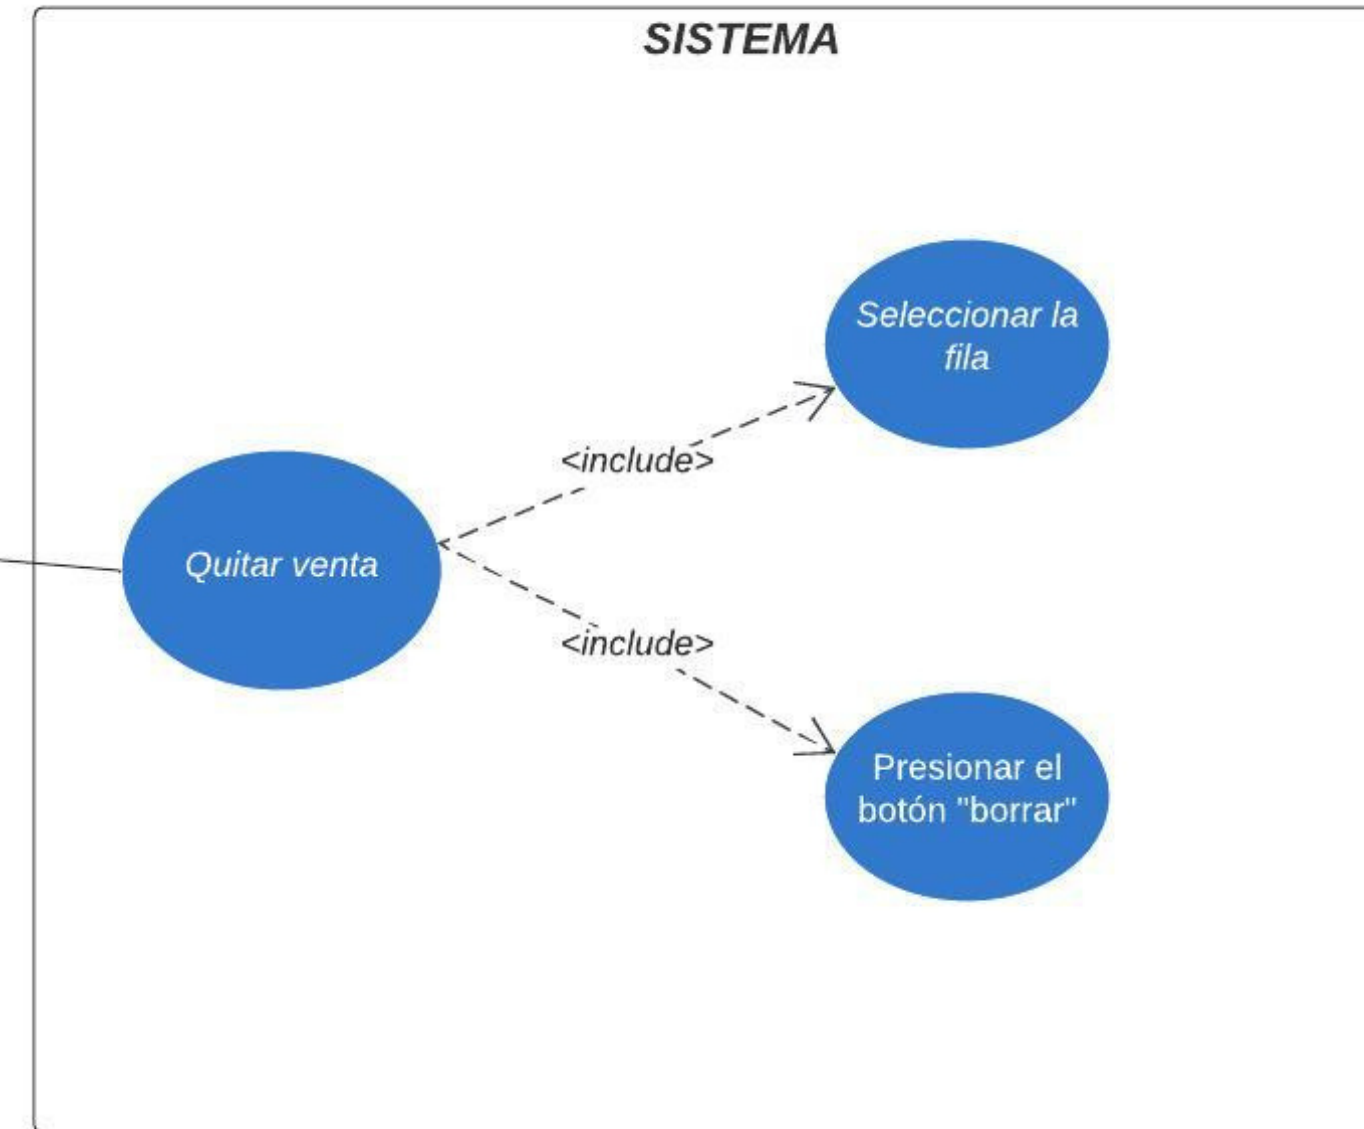 SISTEMA
Seleccionar la
fila
<include>
Quitar venta
<include>
Presionar el
botón "borrar"